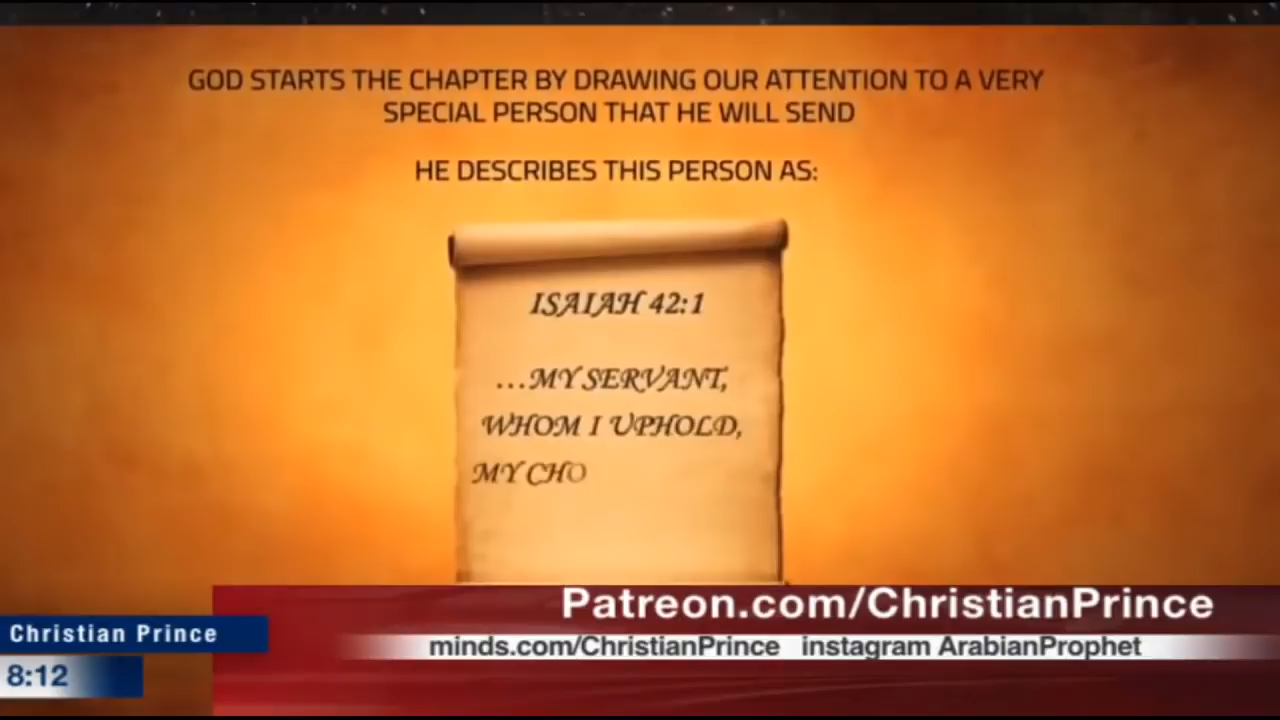 GOD STARTS THE CHAPTER BY DRAWING OUR ATTENTION TO A VERY
SPECIAL PERSON THAT HE WILL SEND
HE DESCRIBES THIS PERSON AS:
ISAIAH 42:1
...MY SERVANT,
WHOM I UPHOLD,
MY CHO
Patreon.com/ChristianPrince
Christian Prince
minds.com/ChristianPrince instagram ArabianProphet
8:12